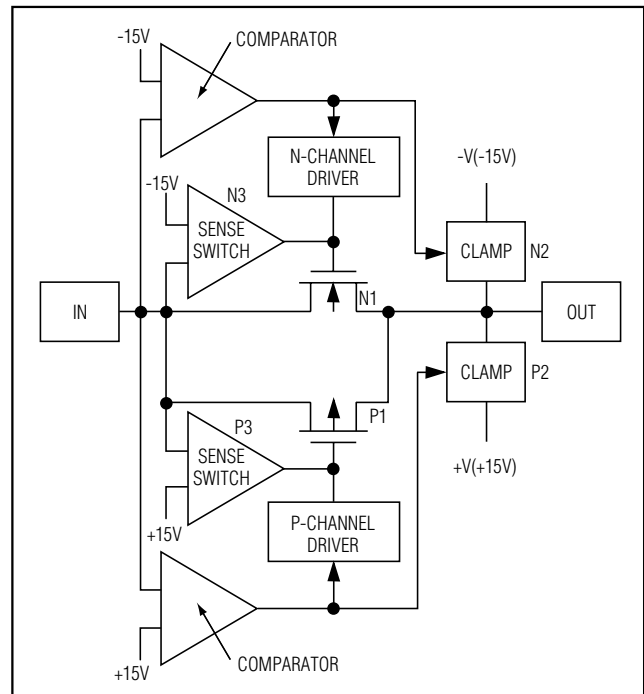 -15V
COMPARATOR
N-CHANNEL
DRIVER
-V(-15V)
-15V
N3
SENSE
SWITCH
CLAMP
N2
IN
N1
OUT
CLAMP
P2
P1
P3
SENSE
SWITCH
+V(+15V)
+15V
P-CHANNEL
DRIVER
+15V
COMPARATOR